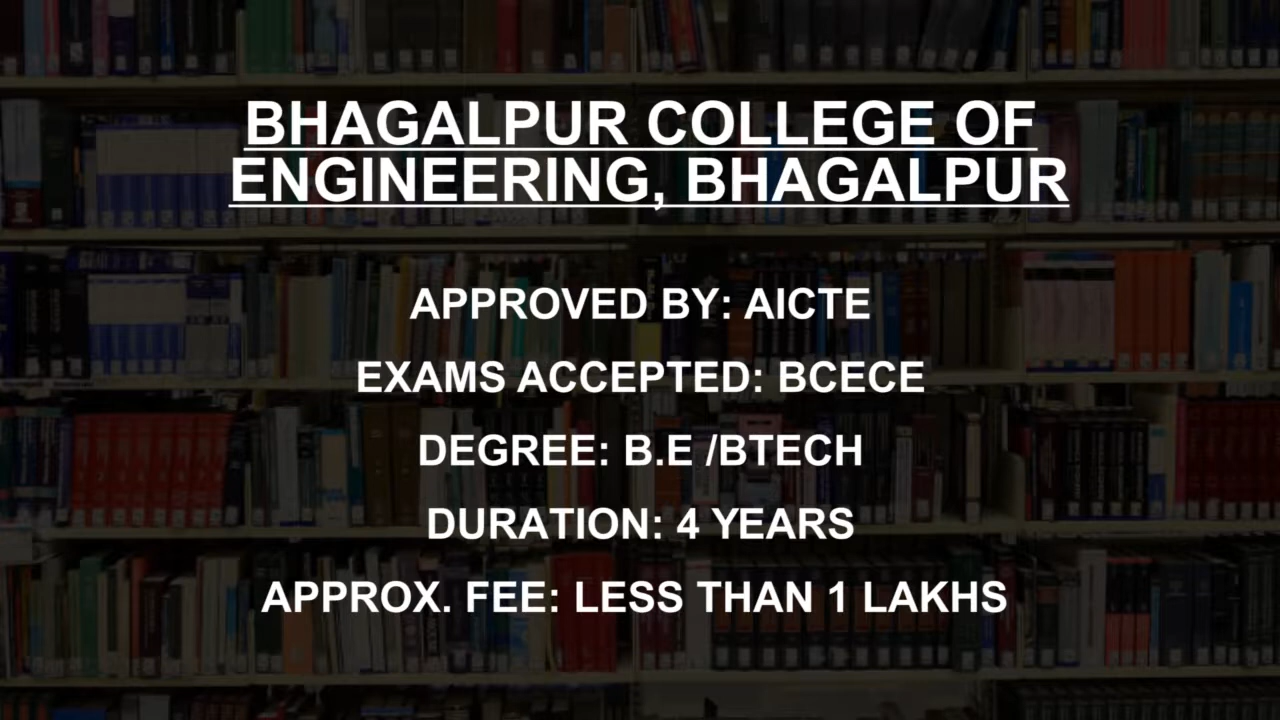 BHAGALPUR COLLEGE OF
ENGINEERING, BHAGALPUR
APPROVED BY: AICTE
EXAMS ACCEPTED: BCECE
DEGREE: B.E /BTECH
DURATION: 4 YEARS
APPROX. FEE: LESS THAN 1 LAKHS